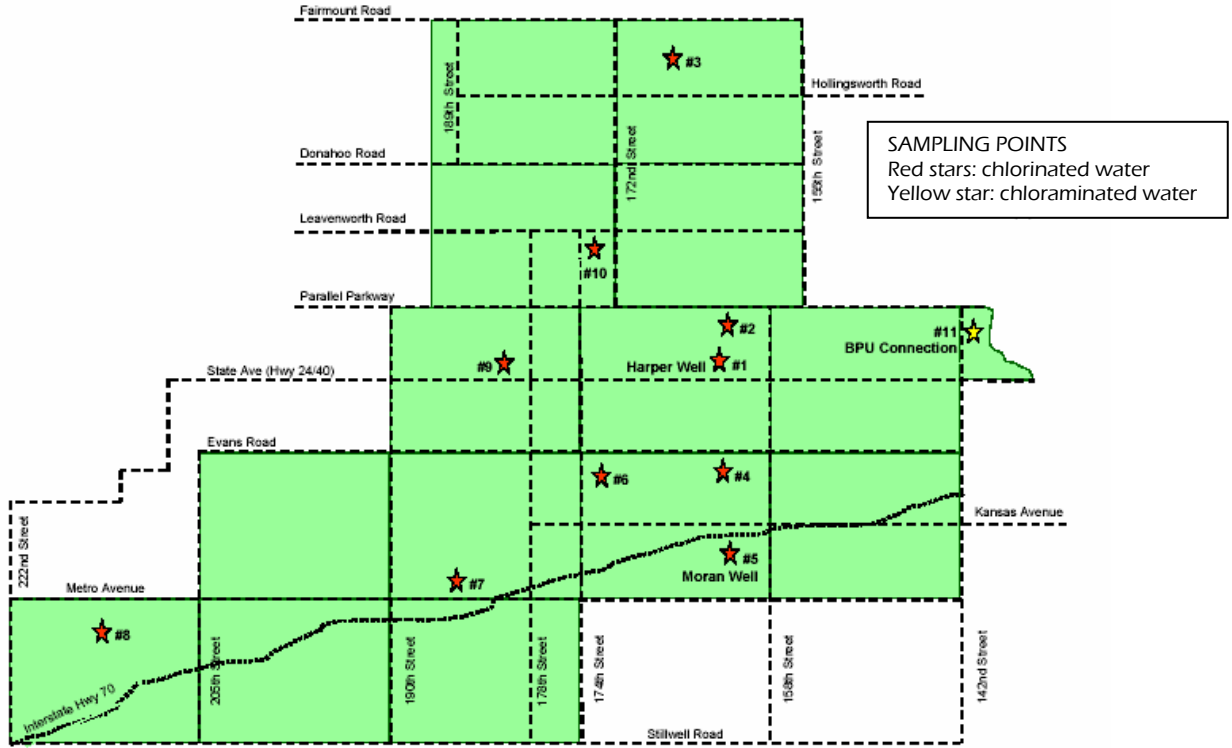 Fairmount Road
#3
Hollingsworth Road
189th Street
SAMPLING POINTS
Red stars: chlorinated water
Yellow star: chloraminated water
Donahoo Road
172nd Street
155th Street
Leavenworth Road
#10
Parallel Parkway
#2
#11
BPU Connection
#9
Harper Well
#1
State Ave (Hwy 24/40)
Evans Road
#6
#4
Kansas Avenue
222nd Street
#5
Moran Well
Metro Avenue
#7
#8
205th Street
190th Street
178th Street
174th Street
158th Street
142nd Street
Interstate Hwy 70
Stillwell Road